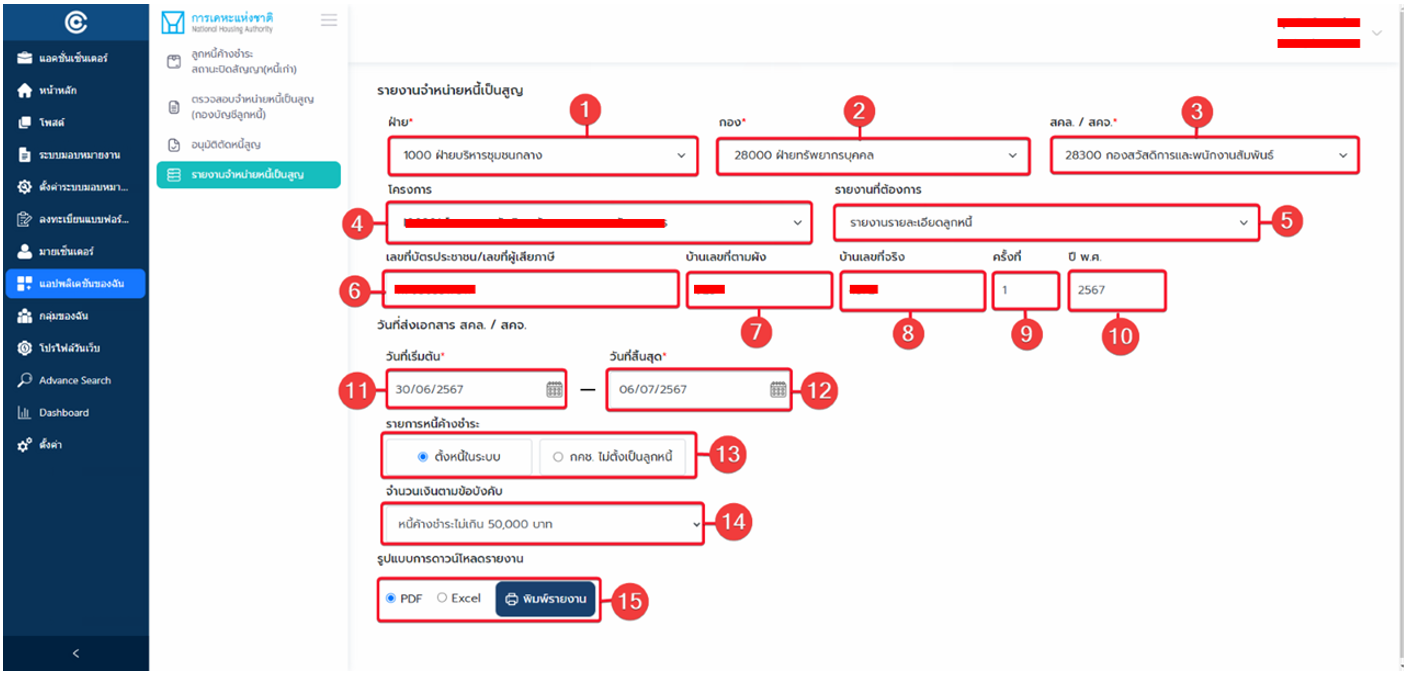 การเคหะแห่งชาติ
National Housing Authority
แอคชั่นเซ็นเตอร์
หน้าหลัก
โพสต์
ระบบมอบหมายงาน
ตั้งค่าระบบมอบหมา...
ลงทะเบียนแบบฟอร์...
มายเซ็นเตอร์
แอปพลิเคชันของฉัน
กลุ่มของฉัน
โปรไฟล์วันเว็บ
Advance Search
Dashboard
ตั้งค่า
<
ลูกหนี้ค้างชำระ
สถานะปิดสัญญา(หนี้เก่า)
ตรวจสอบจำหน่ายหนี้เป็นสูญ
(กองบัญชีลูกหนี้)
อนุมัติตัดหนี้สูญ
รายงานจำหน่ายหนี้เป็นสูญ
รายงานจำหน่ายหนี้เป็นสูญ
1 2 3
ฝ่าย* กอง* สคล. / สคจ.*
1000 ฝ่ายบริหารชุมชนกลาง 28000 ฝ่ายทรัพยากรบุคคล 28300 กองสวัสดิการและพนักงานสัมพันธ์
โครงการ รายงานที่ต้องการ
4 รายงานรายละเอียดลูกหนี้ 5
เลขที่บัตรประชาชน/เลขที่ผู้เสียภาษี บ้านเลขที่ตามผัง บ้านเลขที่จริง ครั้งที่ ปี พ.ศ.
6 1 2567
7 8 9 10
วันที่ส่งเอกสาร สคล. / สคจ.
วันที่เริ่มต้น* วันที่สิ้นสุด*
11 30/06/2567 — 06/07/2567 12
รายการหนี้ค้างชำระ
ตั้งหนี้ในระบบ กคช. ไม่ตั้งเป็นลูกหนี้ 13
จำนวนเงินตามข้อบังคับ
หนี้ค้างชำระไม่เกิน 50,000 บาท 14
รูปแบบการดาวน์โหลดรายงาน
PDF Excel พิมพ์รายงาน 15